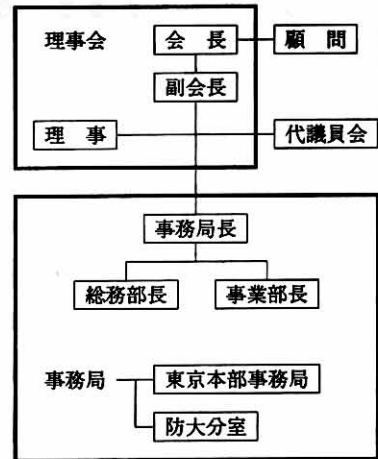 理事会 会長 顧問
副会長
理事 代議員会
事務局長
総務部長 事業部長
事務局 東京本部事務局
防大分室